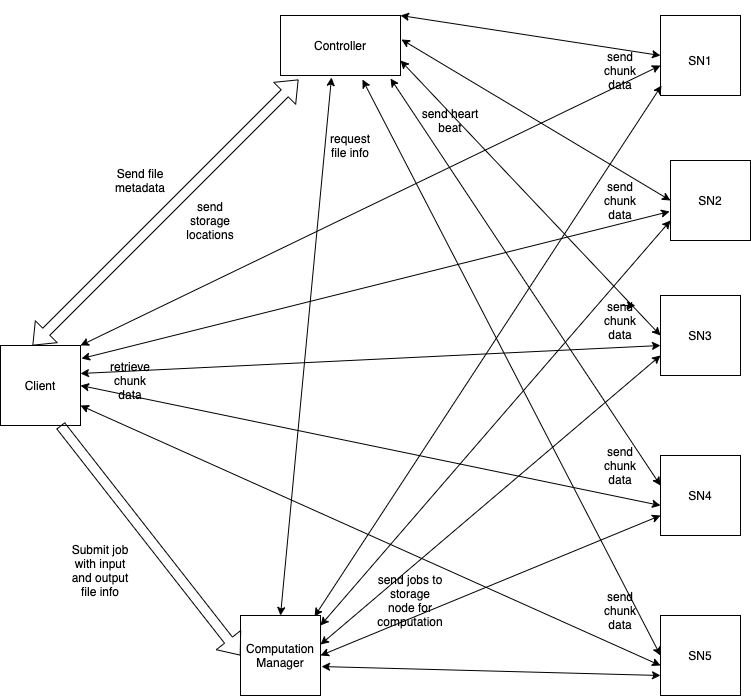 Controller
SN1
send
chunk
data
send heart
beat
request
file info
Send file
metadata
send
storage
locations
send
chunk
data
SN2
send
chunk
data
SN3
Client
retrieve
chunk
data
send
chunk
data
SN4
Submit job
with input
and output
file info
send jobs to
storage
node for
computation
send
chunk
data
SN5
Computation
Manager